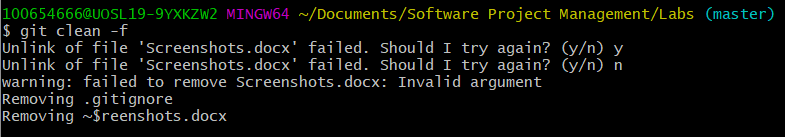 100654666@UOSL19-9YXKZW2 MINGW64 ~/Documents/Software Project Management/Labs (master)
$ git clean -f
Unlink of file 'Screenshots.docx' failed. Should I try again? (y/n) y
Unlink of file 'Screenshots.docx' failed. Should I try again? (y/n) n
warning: failed to remove Screenshots.docx: Invalid argument
Removing .gitignore
Removing ~$reenshots.docx